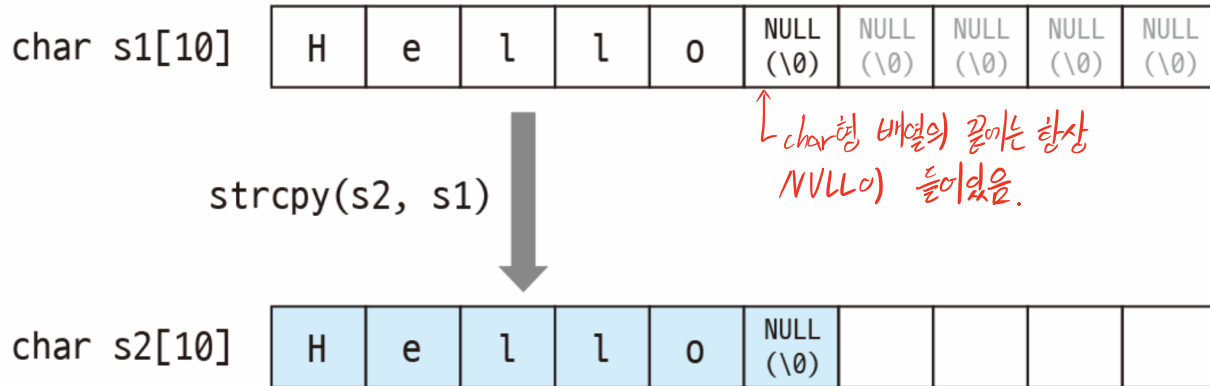 char s1[10] H e l l o NULL (\0) NULL (\0) NULL (\0) NULL (\0) NULL (\0)
char형 배열의 끝에는 항상
NULL이 들어있음.
strcpy(s2, s1)
char s2[10] H e l l o NULL (\0)